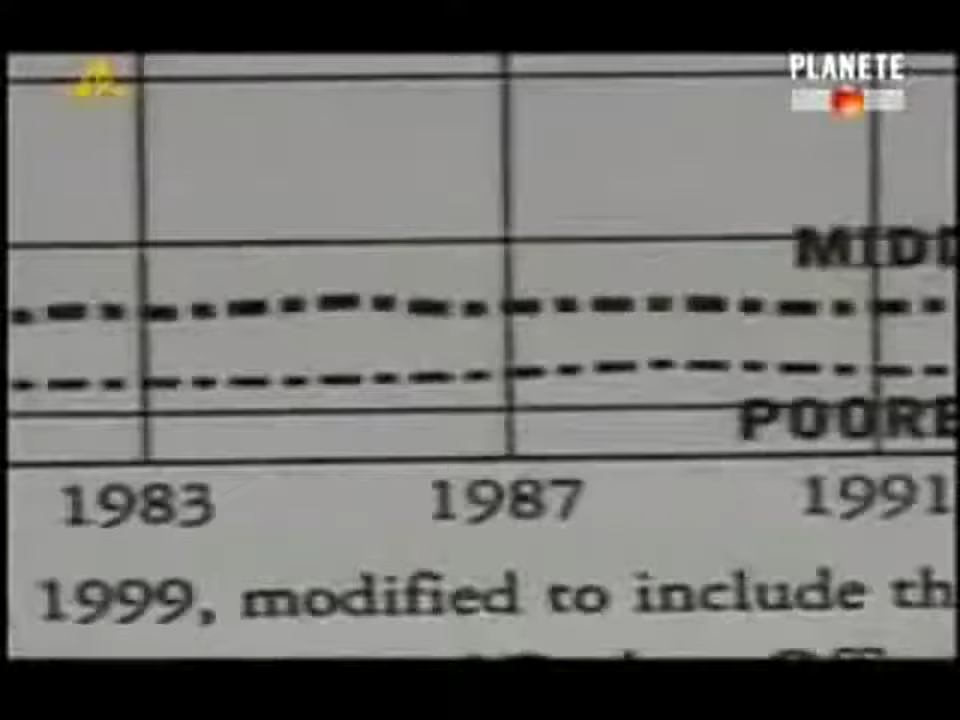 PLANETE
MIDD
POORE
1983 1987 1991
1999, modified to include th